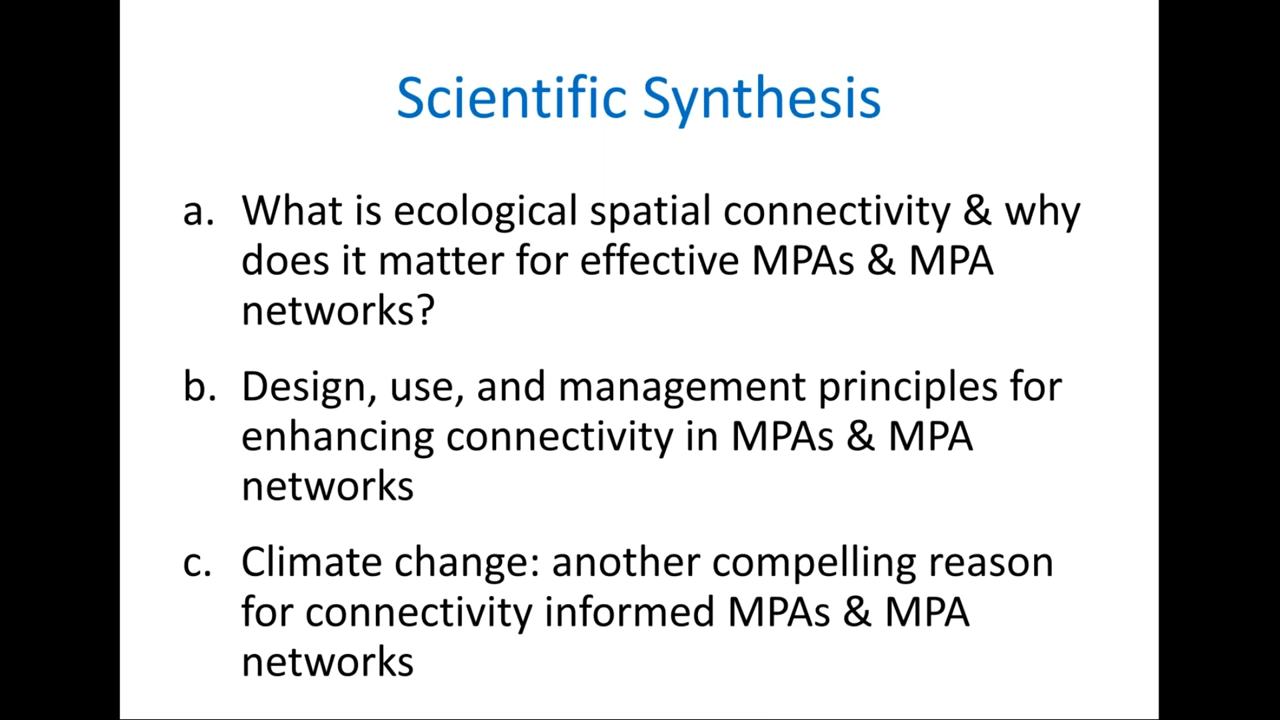 Scientific Synthesis
a. What is ecological spatial connectivity & why
does it matter for effective MPAs & MPA
networks?
b. Design, use, and management principles for
enhancing connectivity in MPAs & MPA
networks
c. Climate change: another compelling reason
for connectivity informed MPAs & MPA
networks